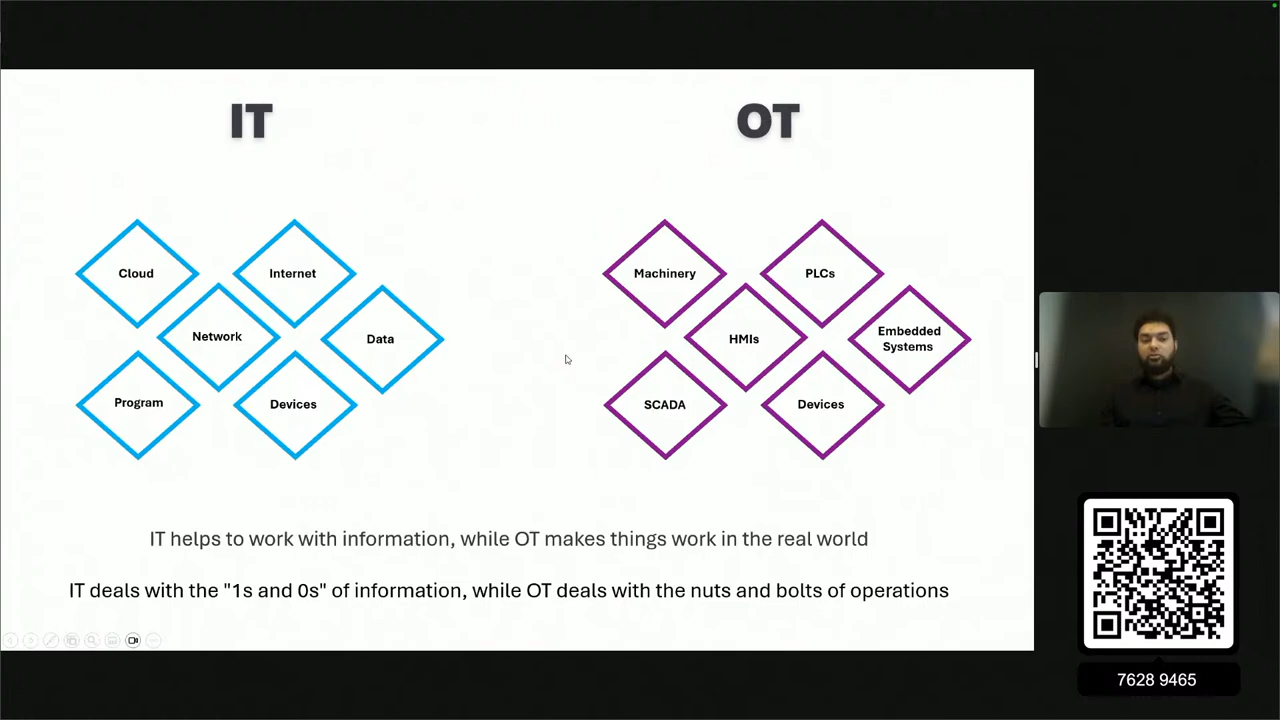 IT
OT
Cloud
Internet
Network
Data
Program
Devices
Machinery
PLCs
HMIs
Embedded
Systems
SCADA
Devices
IT helps to work with information, while OT makes things work in the real world
IT deals with the "1s and 0s" of information, while OT deals with the nuts and bolts of operations
7628 9465